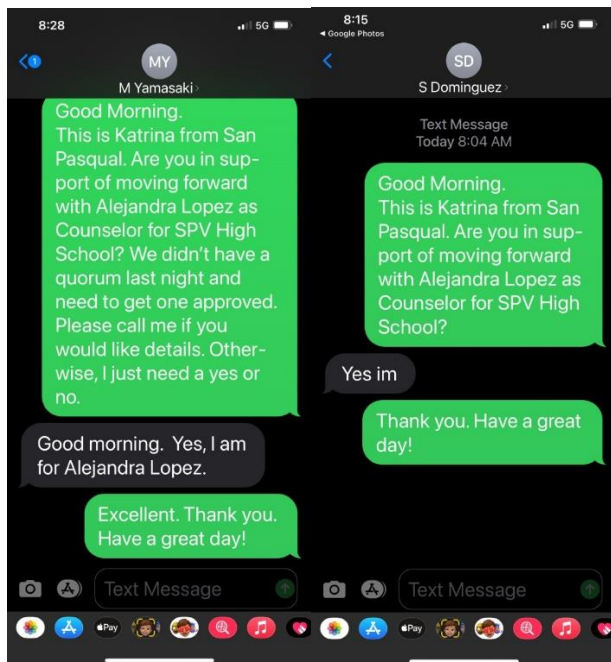 8:28
5G
1
MY
M Yamasaki
Good Morning.
This is Katrina from San
Pasqual. Are you in sup-
port of moving forward
with Alejandra Lopez as
Counselor for SPV High
School? We didn't have a
quorum last night and
need to get one approved.
Please call me if you
would like details. Other-
wise, I just need a yes or
no.
Good morning. Yes, I am
for Alejandra Lopez.
Excellent. Thank you.
Have a great day!
Text Message
Pay
8:15
5G
Google Photos
SD
S Dominguez
Text Message
Today 8:04 AM
Good Morning.
This is Katrina from San
Pasqual. Are you in sup-
port of moving forward
with Alejandra Lopez as
Counselor for SPV High
School?
Yes im
Thank you. Have a great
day!
Text Message
Pay